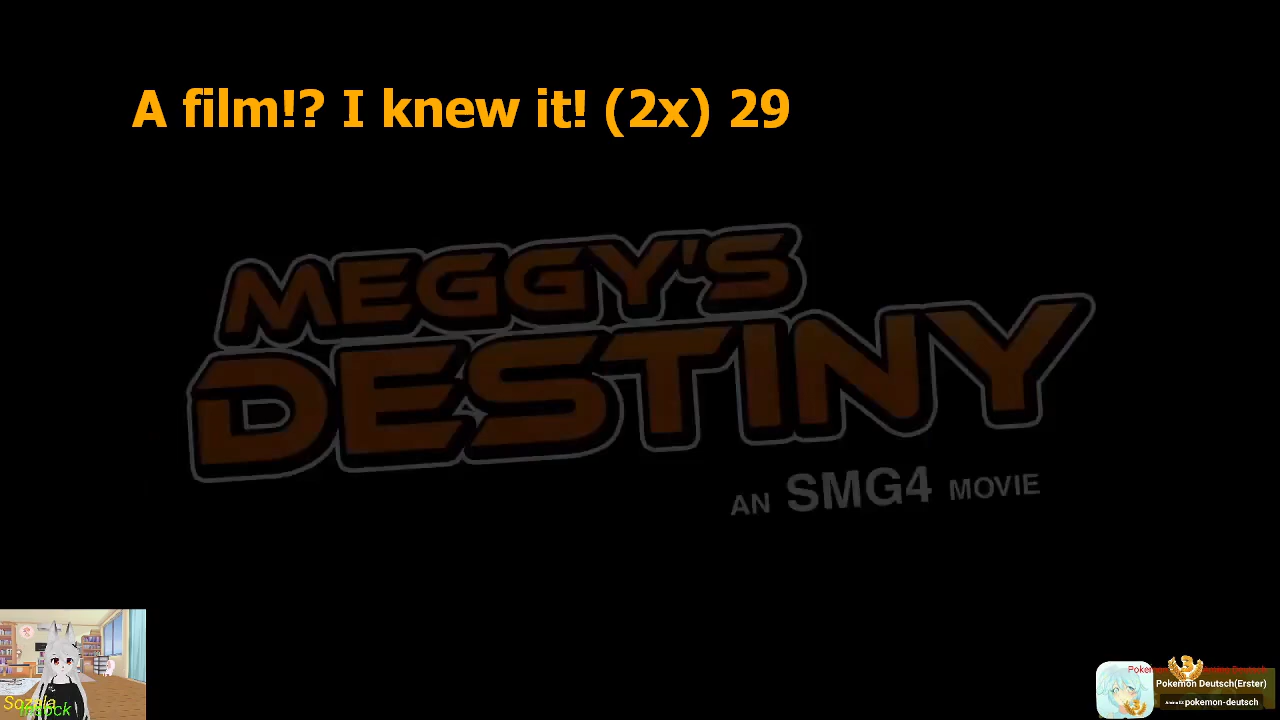 A film!? I knew it! (2x) 29
MEGGY'S
DESTINY
AN SMG4 MOVIE
Pokemon Deutsch(Erster)
pokemon-deutsch